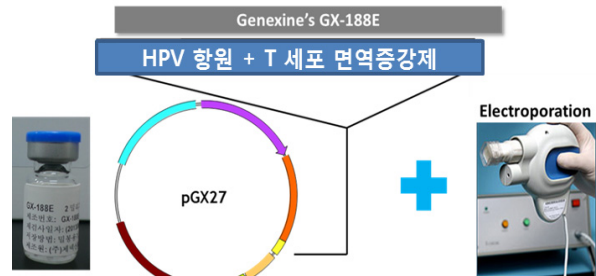 Genexine's GX-188E
HPV 항원 + T 세포 면역증강제
Electroporation
pGX27
GX-188E